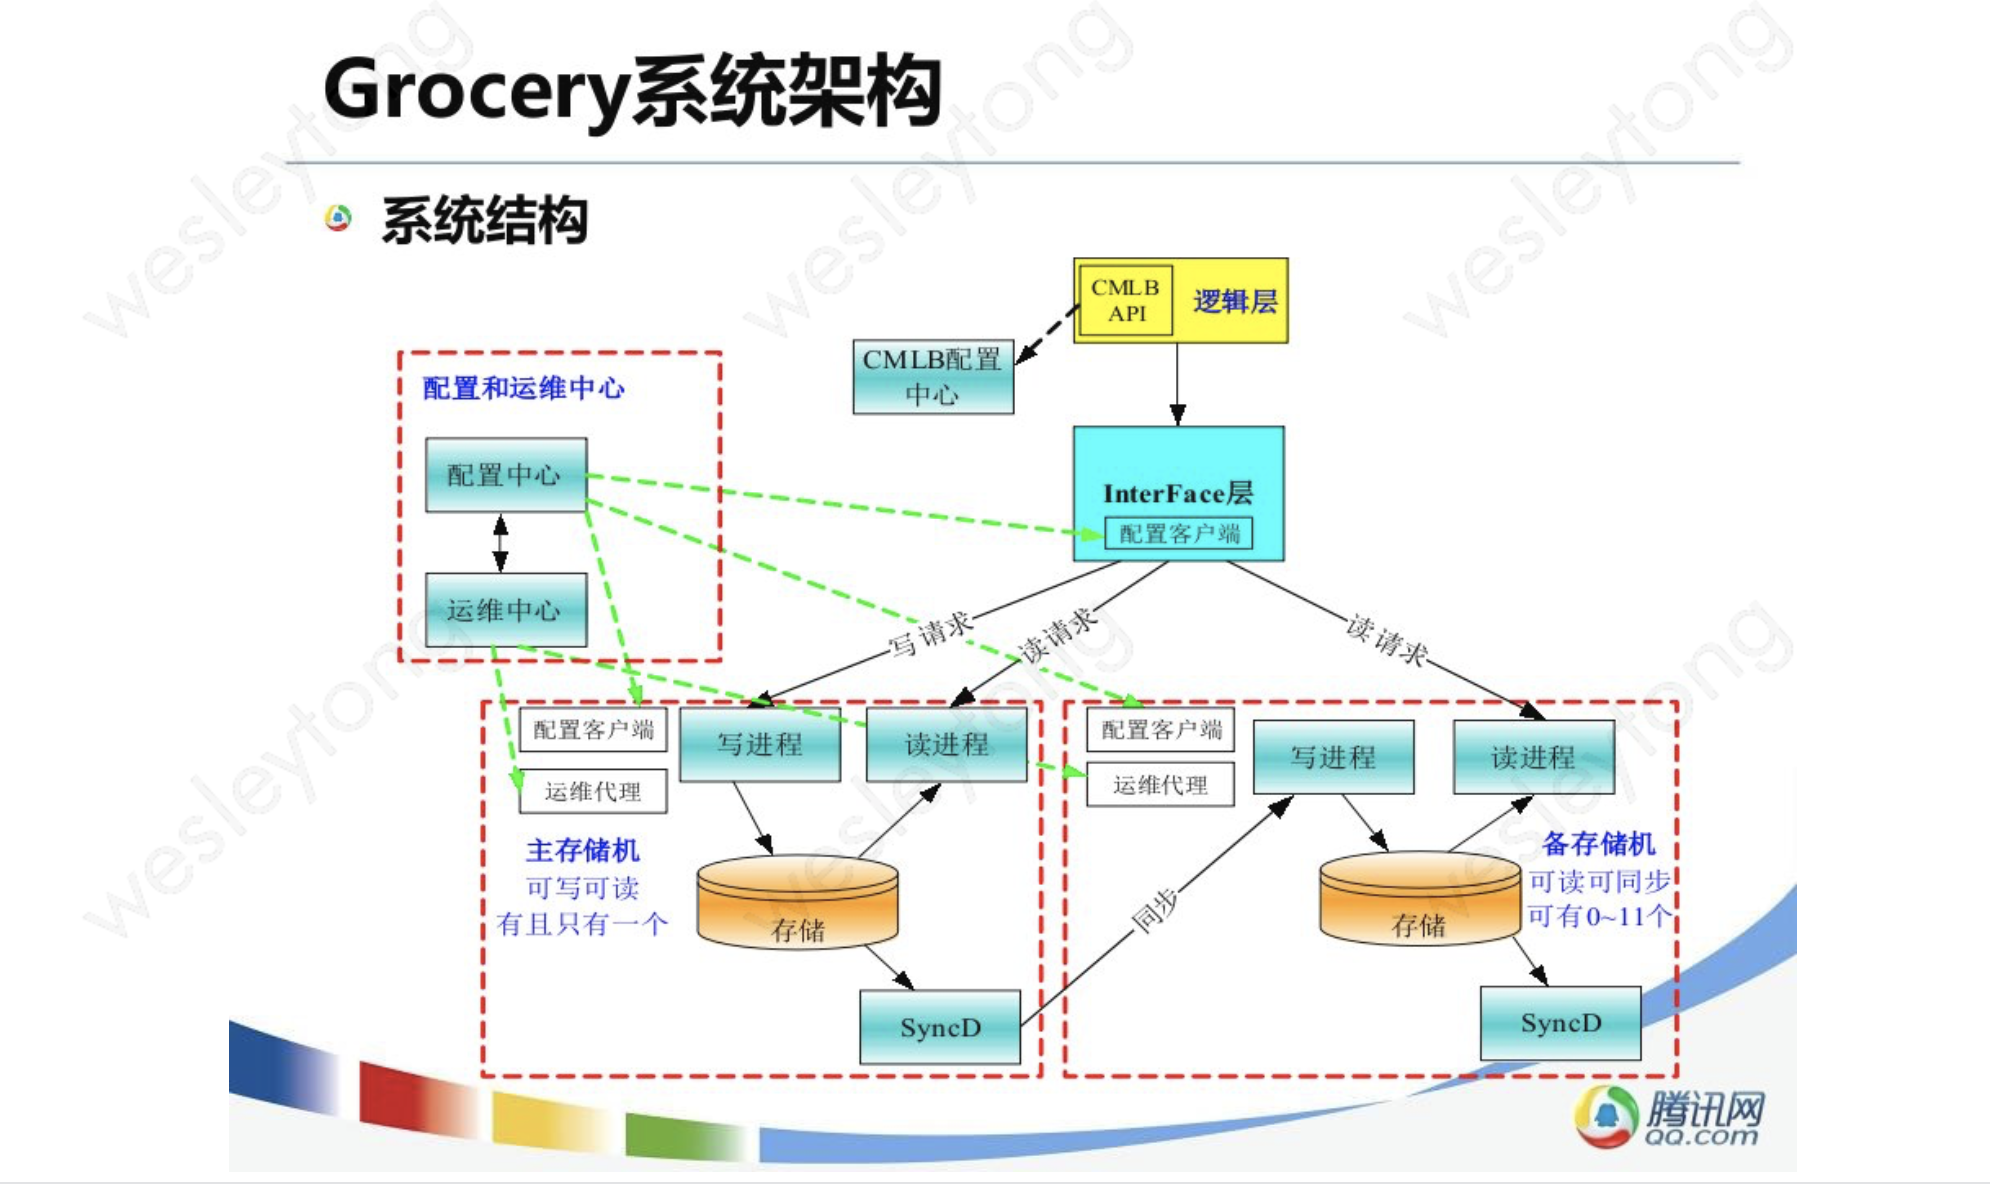 Grocery系统架构
系统结构
CMLB
API
逻辑层
CMLB配置
中心
配置和运维中心
配置中心
运维中心
InterFace层
配置客户端
写请求
读请求
读请求
配置客户端
写进程
读进程
运维代理
主存储机
可写可读
有且只有一个
存储
SyncD
同步
配置客户端
运维代理
写进程
读进程
备存储机
可读可同步
可有0~11个
存储
SyncD
腾讯网
QQ.com
wesleytong
wesleytong
wesleytong
wesleytong
wesleytong
wesleytong